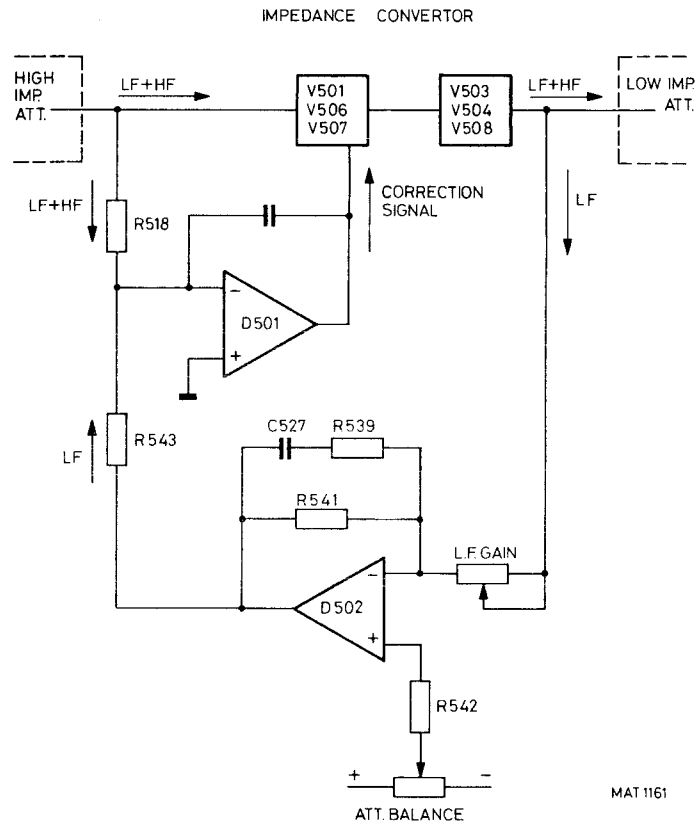 IMPEDANCE CONVERTOR
HIGH
IMP.
ATT.
LF+HF
V501
V506
V507
V503
V504
V508
LF+HF
LOW IMP.
ATT.
LF+HF
R518
CORRECTION
SIGNAL
LF
−
D501
+
R543
LF
C527
R539
R541
L.F. GAIN
−
D502
+
R542
+
−
ATT. BALANCE
MAT 1161